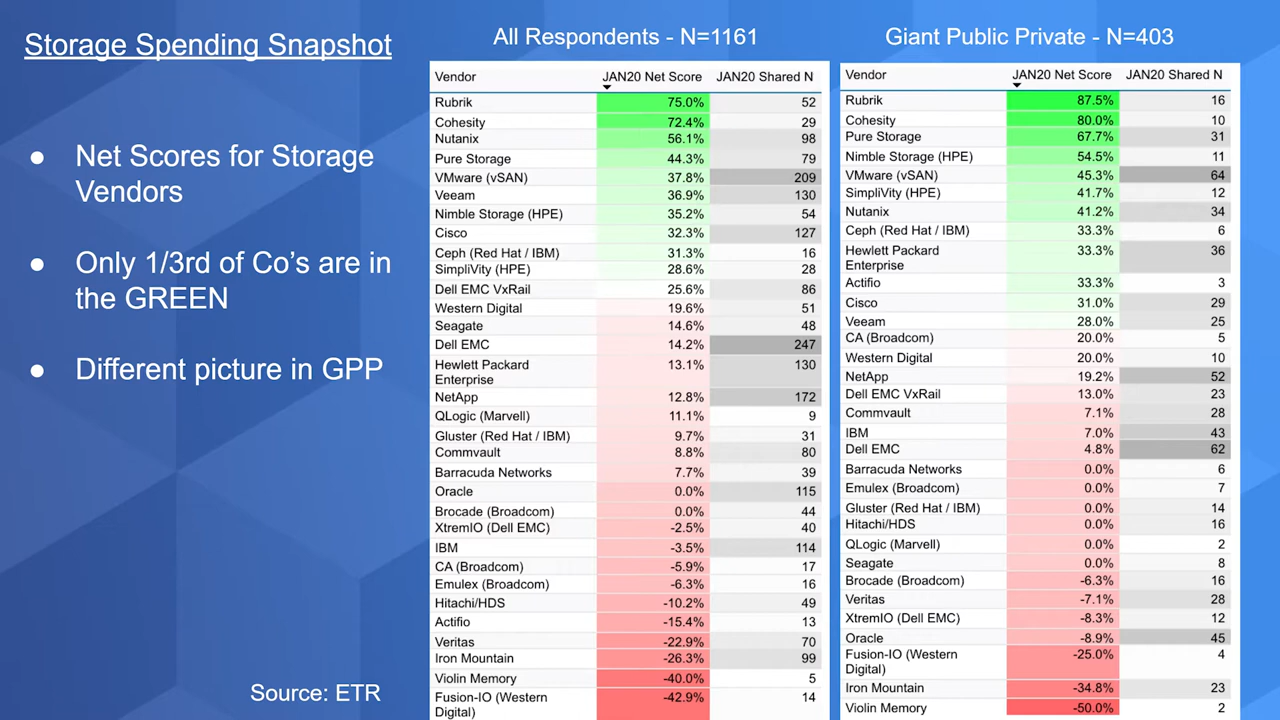 Storage Spending Snapshot
● Net Scores for Storage
Vendors
● Only 1/3rd of Co’s are in
the GREEN
● Different picture in GPP
Source: ETR
All Respondents - N=1161
Vendor JAN20 Net Score JAN20 Shared N
Rubrik 75.0% 52
Cohesity 72.4% 29
Nutanix 56.1% 98
Pure Storage 44.3% 79
VMware (vSAN) 37.8% 209
Veeam 36.9% 130
Nimble Storage (HPE) 35.2% 54
Cisco 32.3% 127
Ceph (Red Hat / IBM) 31.3% 16
SimpliVity (HPE) 28.6% 28
Dell EMC VxRail 25.6% 86
Western Digital 19.6% 51
Seagate 14.6% 48
Dell EMC 14.2% 247
Hewlett Packard 13.1% 130
Enterprise
NetApp 12.8% 172
QLogic (Marvell) 11.1% 9
Gluster (Red Hat / IBM) 9.7% 31
Commvault 8.8% 80
Barracuda Networks 7.7% 39
Oracle 0.0% 115
Brocade (Broadcom) 0.0% 44
XtremIO (Dell EMC) -2.5% 40
IBM -3.5% 114
CA (Broadcom) -5.9% 17
Emulex (Broadcom) -6.3% 16
Hitachi/HDS -10.2% 49
Actifio -15.4% 13
Veritas -22.9% 70
Iron Mountain -26.3% 99
Violin Memory -40.0% 5
Fusion-IO (Western -42.9% 14
Digital)
Giant Public Private - N=403
Vendor JAN20 Net Score JAN20 Shared N
Rubrik 87.5% 16
Cohesity 80.0% 10
Pure Storage 67.7% 31
Nimble Storage (HPE) 54.5% 11
VMware (vSAN) 45.3% 64
SimpliVity (HPE) 41.7% 12
Nutanix 41.2% 34
Ceph (Red Hat / IBM) 33.3% 6
Hewlett Packard 33.3% 36
Enterprise
Actifio 33.3% 3
Cisco 31.0% 29
Veeam 28.0% 25
CA (Broadcom) 20.0% 5
Western Digital 20.0% 10
NetApp 19.2% 52
Dell EMC VxRail 13.0% 23
Commvault 7.1% 28
IBM 7.0% 43
Dell EMC 4.8% 62
Barracuda Networks 0.0% 6
Emulex (Broadcom) 0.0% 7
Gluster (Red Hat / IBM) 0.0% 14
Hitachi/HDS 0.0% 16
QLogic (Marvell) 0.0% 2
Seagate 0.0% 8
Brocade (Broadcom) -6.3% 16
Veritas -7.1% 28
XtremIO (Dell EMC) -8.3% 12
Oracle -8.9% 45
Fusion-IO (Western -25.0% 4
Digital)
Iron Mountain -34.8% 23
Violin Memory -50.0% 2